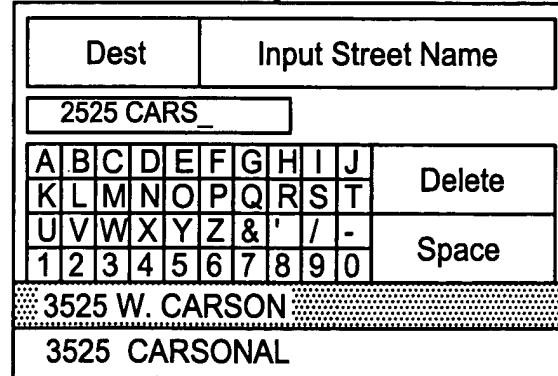 Dest Input Street Name
2525 CARS_
A B C D E F G H I J
K L M N O P Q R S T Delete
U V W X Y Z & ' / -
1 2 3 4 5 6 7 8 9 0 Space
3525 W. CARSON
3525 CARSONAL